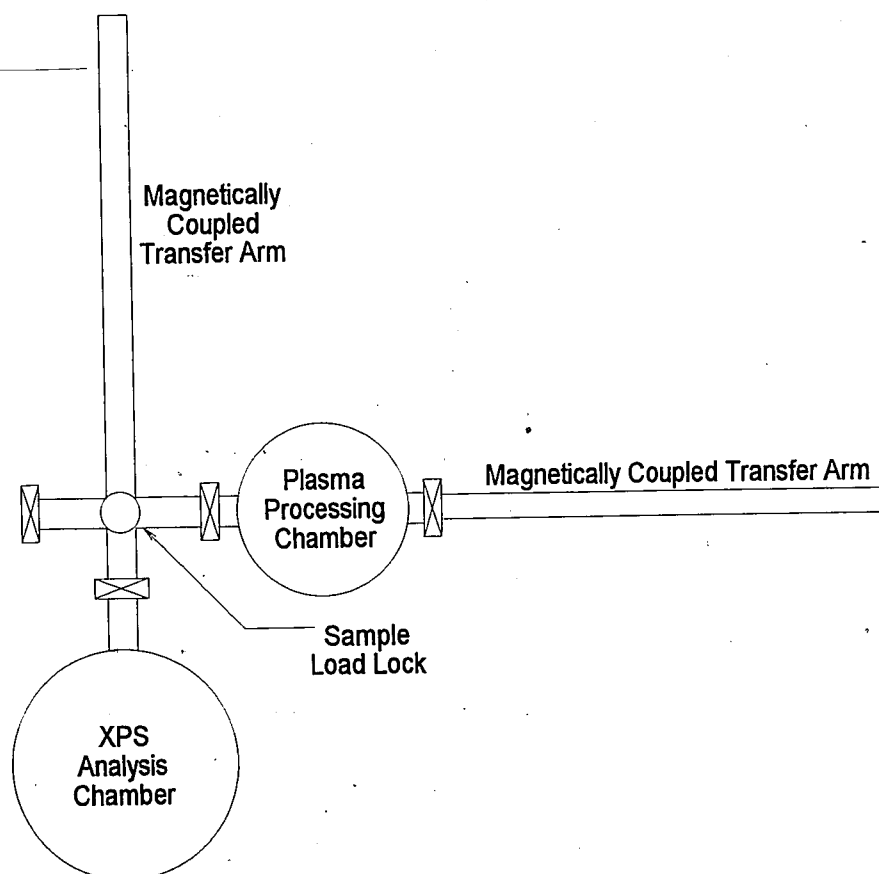 Magnetically
Coupled
Transfer Arm
Plasma
Processing
Chamber
Magnetically Coupled Transfer Arm
Sample
Load Lock
XPS
Analysis
Chamber